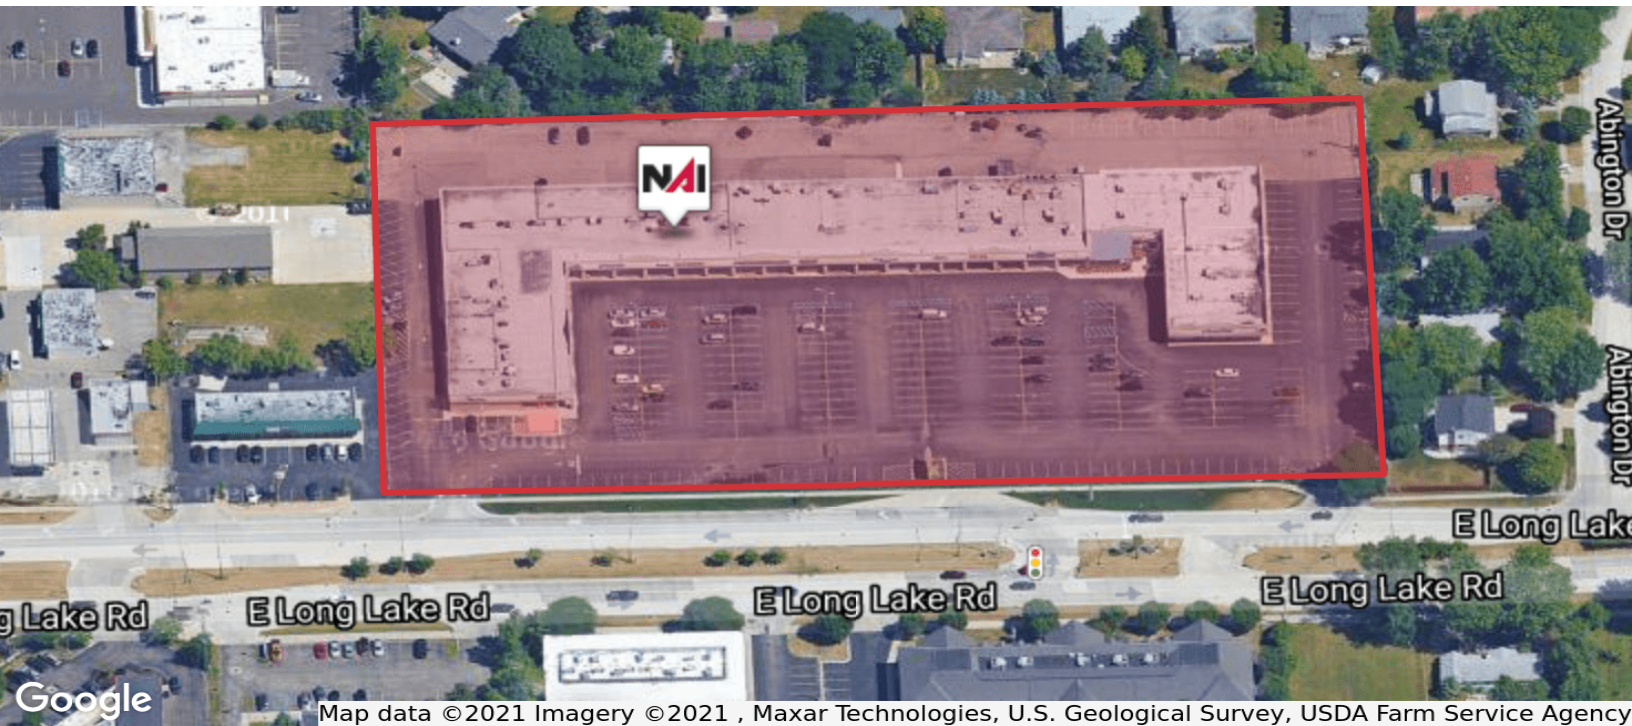 NAI
© 2011
Abington Dr
Abington Dr
E Long Lake
E Long Lake Rd
E Long Lake Rd
E Long Lake Rd
g Lake Rd
Google
Map data ©2021 Imagery ©2021 , Maxar Technologies, U.S. Geological Survey, USDA Farm Service Agency